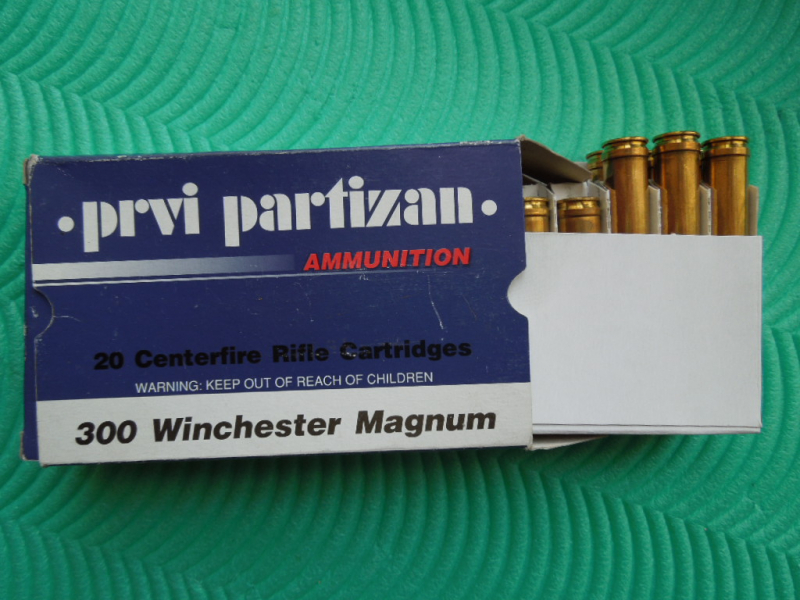 •prvi partizan•
AMMUNITION
20 Centerfire Rifle Cartridges
WARNING: KEEP OUT OF REACH OF CHILDREN
300 Winchester Magnum